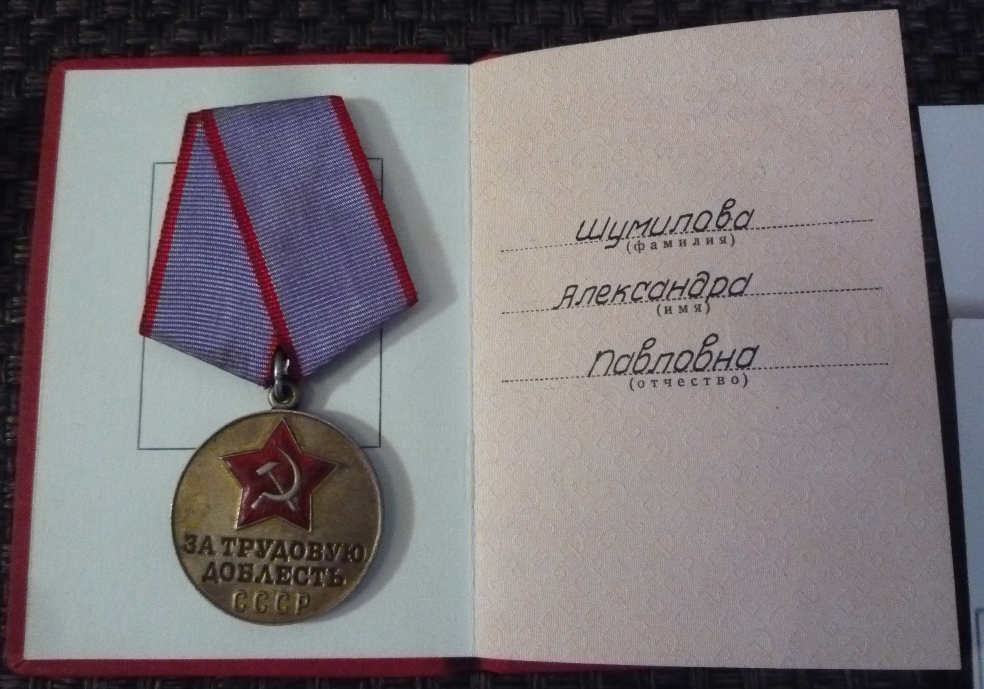 ЗА ТРУДОВУЮ
ДОБЛЕСТЬ
СССР
Шумилова
(фамилия)
Александра
(имя)
Павловна
(отчество)